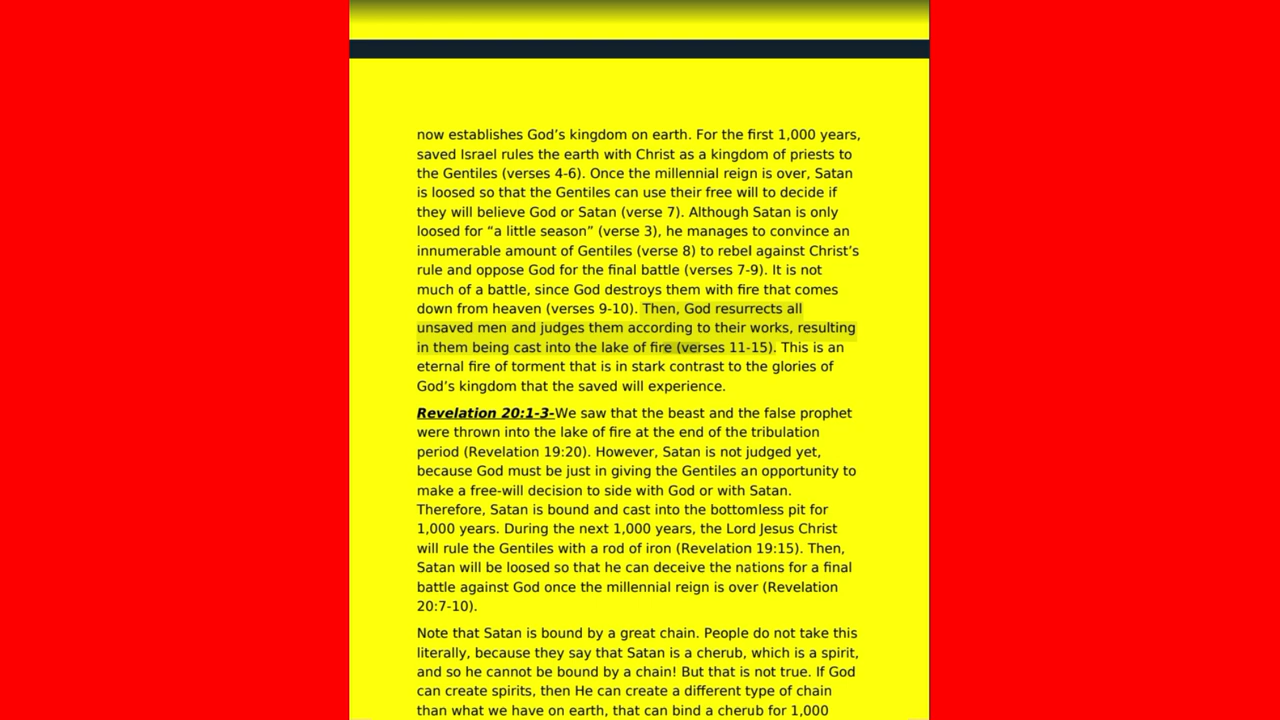 now establishes God’s kingdom on earth. For the first 1,000 years,
saved Israel rules the earth with Christ as a kingdom of priests to
the Gentiles (verses 4-6). Once the millennial reign is over, Satan
is loosed so that the Gentiles can use their free will to decide if
they will believe God or Satan (verse 7). Although Satan is only
loosed for “a little season” (verse 3), he manages to convince an
innumerable amount of Gentiles (verse 8) to rebel against Christ’s
rule and oppose God for the final battle (verses 7-9). It is not
much of a battle, since God destroys them with fire that comes
down from heaven (verses 9-10). Then, God resurrects all
unsaved men and judges them according to their works, resulting
in them being cast into the lake of fire (verses 11-15). This is an
eternal fire of torment that is in stark contrast to the glories of
God’s kingdom that the saved will experience.
Revelation 20:1-3-We saw that the beast and the false prophet
were thrown into the lake of fire at the end of the tribulation
period (Revelation 19:20). However, Satan is not judged yet,
because God must be just in giving the Gentiles an opportunity to
make a free-will decision to side with God or with Satan.
Therefore, Satan is bound and cast into the bottomless pit for
1,000 years. During the next 1,000 years, the Lord Jesus Christ
will rule the Gentiles with a rod of iron (Revelation 19:15). Then,
Satan will be loosed so that he can deceive the nations for a final
battle against God once the millennial reign is over (Revelation
20:7-10).
Note that Satan is bound by a great chain. People do not take this
literally, because they say that Satan is a cherub, which is a spirit,
and so he cannot be bound by a chain! But that is not true. If God
can create spirits, then He can create a different type of chain
than what we have on earth, that can bind a cherub for 1,000